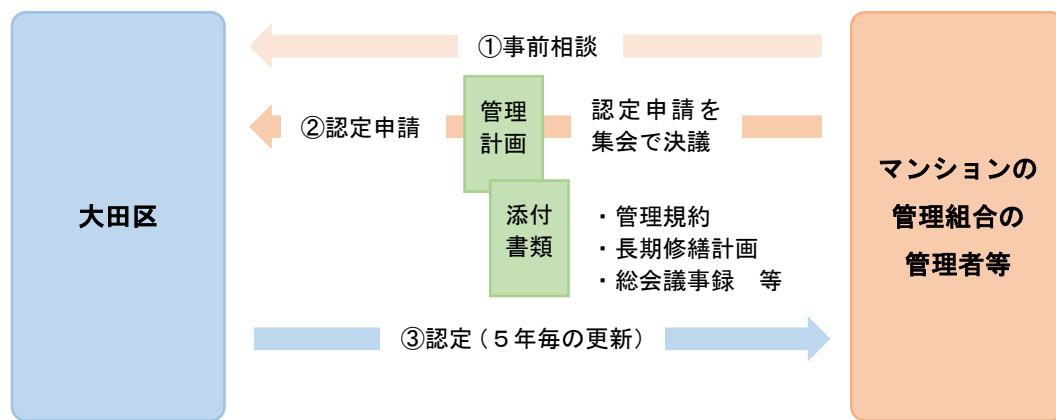 ①事前相談
②認定申請
管理
計画
認定申請を
集会で決議
大田区
添付
書類
・管理規約
・長期修繕計画
・総会議事録　等
マンションの
管理組合の
管理者等
③認定（５年毎の更新）